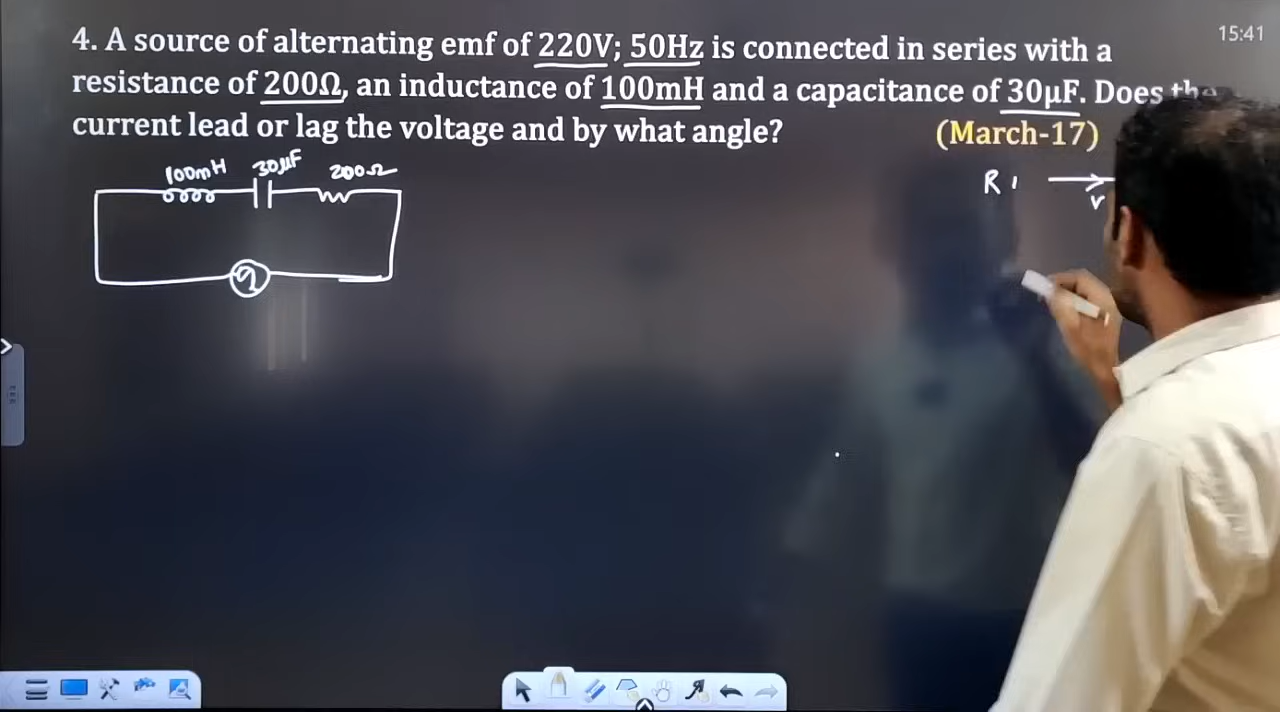 15:41
4. A source of alternating emf of 220V; 50Hz is connected in series with a
resistance of 200Ω, an inductance of 100mH and a capacitance of 30μF. Does the
current lead or lag the voltage and by what angle?
(March-17)
100mH 30μF 200Ω
R
V